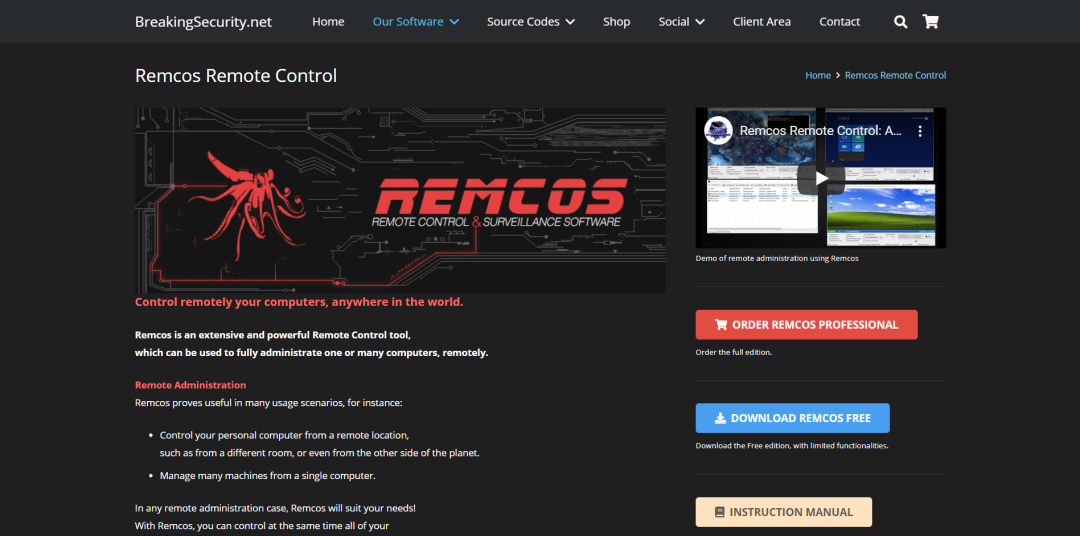 BreakingSecurity.net
Home
Our Software
Source Codes
Shop
Social
Client Area
Contact
Remcos Remote Control
Home > Remcos Remote Control
REMCOS
REMOTE CONTROL & SURVEILLANCE SOFTWARE
Control remotely your computers, anywhere in the world.
Remcos is an extensive and powerful Remote Control tool,
which can be used to fully administrate one or many computers, remotely.
Remote Administration
Remcos proves useful in many usage scenarios, for instance:
• Control your personal computer from a remote location,
such as from a different room, or even from the other side of the planet.
• Manage many machines from a single computer.
In any remote administration case, Remcos will suit your needs!
With Remcos, you can control at the same time all of your
Remcos Remote Control: A...
Demo of remote administration using Remcos
ORDER REMCOS PROFESSIONAL
Order the full edition.
DOWNLOAD REMCOS FREE
Download the Free edition, with limited functionalities.
INSTRUCTION MANUAL